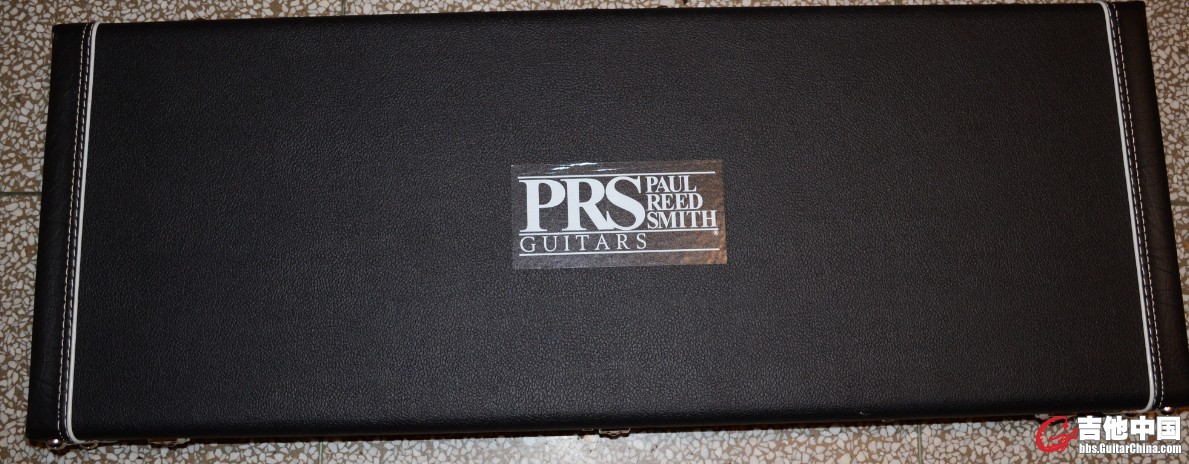 PRS PAUL
REED
SMITH®
GUITARS
吉他中国
bbs.GuitarChina.com